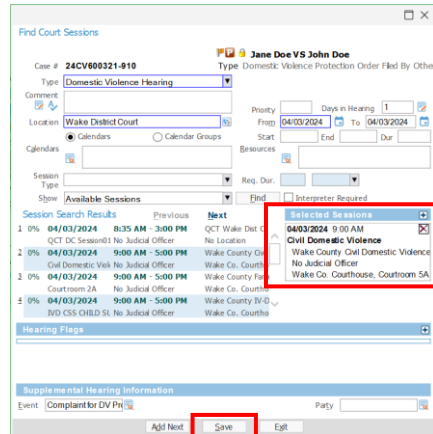 Find Court Sessions
Jane Doe VS John Doe
Case # 24CV600321-910 Type Domestic Violence Protection Order Filed By Othe
Type Domestic Violence Hearing
Comment
Priority Days in Hearing 1
Location Wake District Court From 04/03/2024 To 04/03/2024
Calendars Calendar Groups Start End Dur
Calendars Resources
Session Type Req. Dur.
Show Available Sessions Find Interpreter Required
Session Search Results Previous Next
1 0% 04/03/2024 8:35 AM - 3:00 PM QCT Wake Dist C
QCT DC Session01 No Judicial Officer No Location
2 0% 04/03/2024 9:00 AM - 5:00 PM Wake County Civ
Civil Domestic Viol No Judicial Officer Wake Co. Courtho
3 0% 04/03/2024 9:00 AM - 5:00 PM Wake County Fam
Courtroom 2A No Judicial Officer Wake Co. Courtho
4 0% 04/03/2024 9:00 AM - 5:00 PM Wake County IV-D
IVD CSS CHILD SU No Judicial Officer Wake Co. Courtho
Selected Sessions
04/03/2024 9:00 AM
Civil Domestic Violence
Wake County Civil Domestic Violence
No Judicial Officer
Wake Co. Courthouse, Courtroom 5A
Hearing Flags
Supplemental Hearing Information
Event Complaint for DV Pr Party
Add Next Save Exit